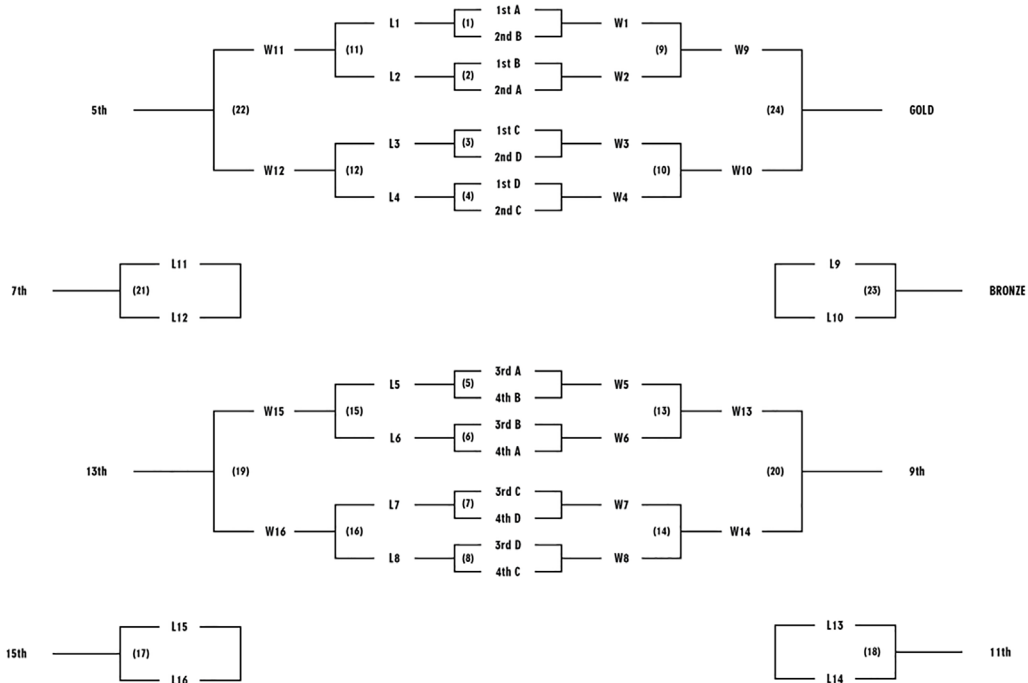 1st A
L1 (1) W1
2nd B
W11 (11) (9) W9
1st B
L2 (2) W2
2nd A
5th (22) (24) GOLD
1st C
L3 (3) W3
2nd D
W12 (12) (10) W10
1st D
L4 (4) W4
2nd C
L11 L9
7th (21) (23) BRONZE
L12 L10
3rd A
L5 (5) W5
4th B
W15 (15) (13) W13
3rd B
L6 (6) W6
4th A
13th (19) (20) 9th
3rd C
L7 (7) W7
4th D
W16 (16) (14) W14
3rd D
L8 (8) W8
4th C
L15 L13
15th (17) (18) 11th
L16 L14